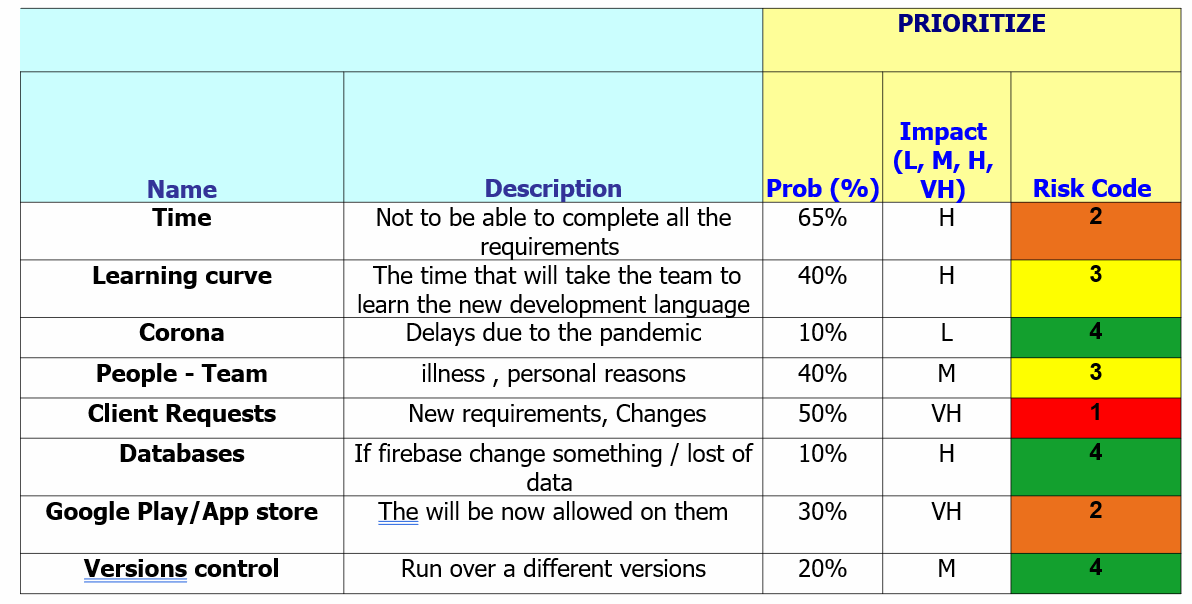 PRIORITIZE
Name Description Prob (%) Impact (L, M, H, VH) Risk Code
Time Not to be able to complete all the requirements 65% H 2
Learning curve The time that will take the team to learn the new development language 40% H 3
Corona Delays due to the pandemic 10% L 4
People - Team illness , personal reasons 40% M 3
Client Requests New requirements, Changes 50% VH 1
Databases If firebase change something / lost of data 10% H 4
Google Play/App store The will be now allowed on them 30% VH 2
Versions control Run over a different versions 20% M 4